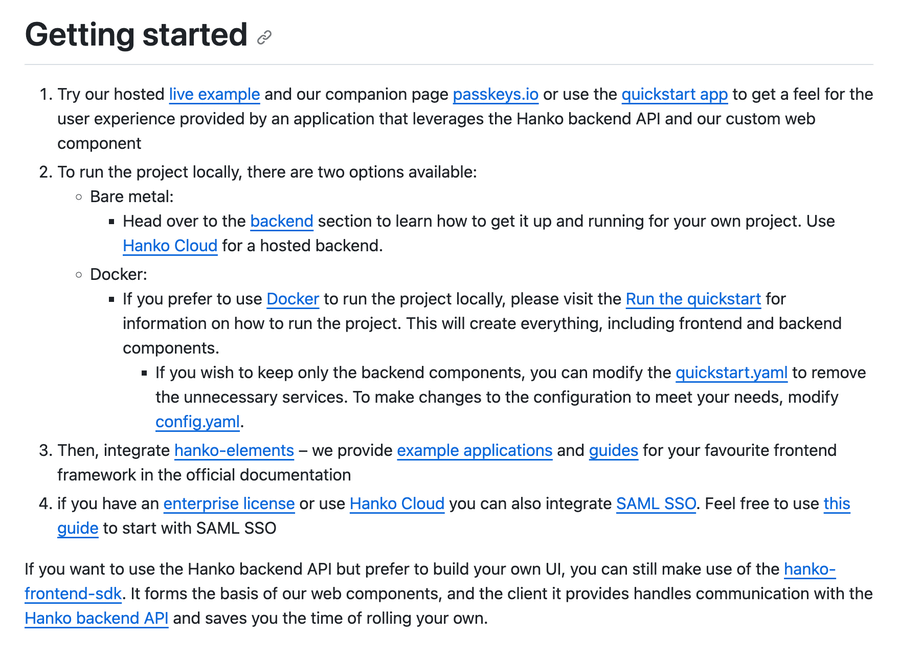 Getting started
1. Try our hosted live example and our companion page passkeys.io or use the quickstart app to get a feel for the
user experience provided by an application that leverages the Hanko backend API and our custom web
component
2. To run the project locally, there are two options available:
Bare metal:
Head over to the backend section to learn how to get it up and running for your own project. Use
Hanko Cloud for a hosted backend.
Docker:
If you prefer to use Docker to run the project locally, please visit the Run the quickstart for
information on how to run the project. This will create everything, including frontend and backend
components.
If you wish to keep only the backend components, you can modify the quickstart.yaml to remove
the unnecessary services. To make changes to the configuration to meet your needs, modify
config.yaml.
3. Then, integrate hanko-elements – we provide example applications and guides for your favourite frontend
framework in the official documentation
4. if you have an enterprise license or use Hanko Cloud you can also integrate SAML SSO. Feel free to use this
guide to start with SAML SSO
If you want to use the Hanko backend API but prefer to build your own UI, you can still make use of the hanko-
frontend-sdk. It forms the basis of our web components, and the client it provides handles communication with the
Hanko backend API and saves you the time of rolling your own.